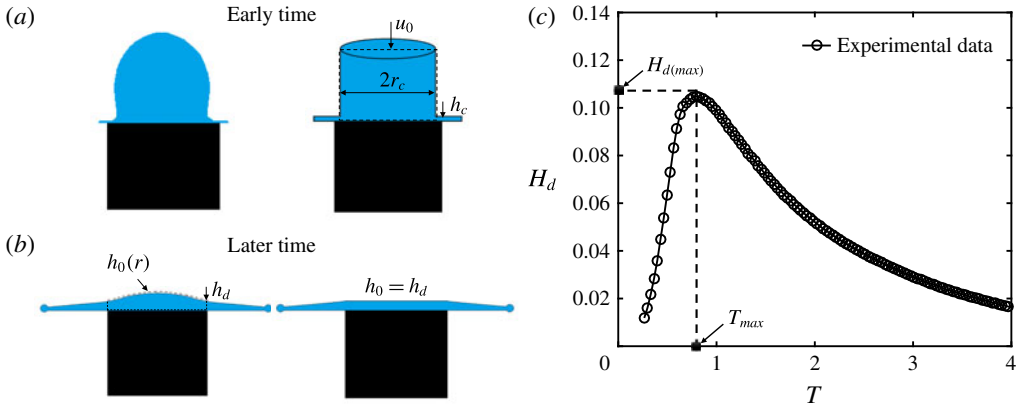 (a)
Early time
u0
2rc
hc
(b)
Later time
h0(r)
hd
h0 = hd
(c)
0.14
0.12
0.10
0.08
0.06
0.04
0.02
0
1
2
3
4
Hd
T
Experimental data
Hd(max)
Tmax